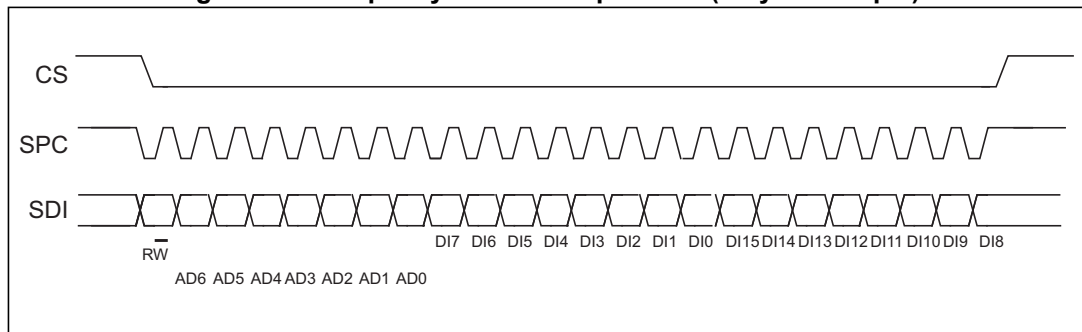 CS
SPC
SDI
RW
DI7 DI6 DI5 DI4 DI3 DI2 DI1 DI0 DI15 DI14 DI13 DI12 DI11 DI10 DI9 DI8
AD6 AD5 AD4 AD3 AD2 AD1 AD0